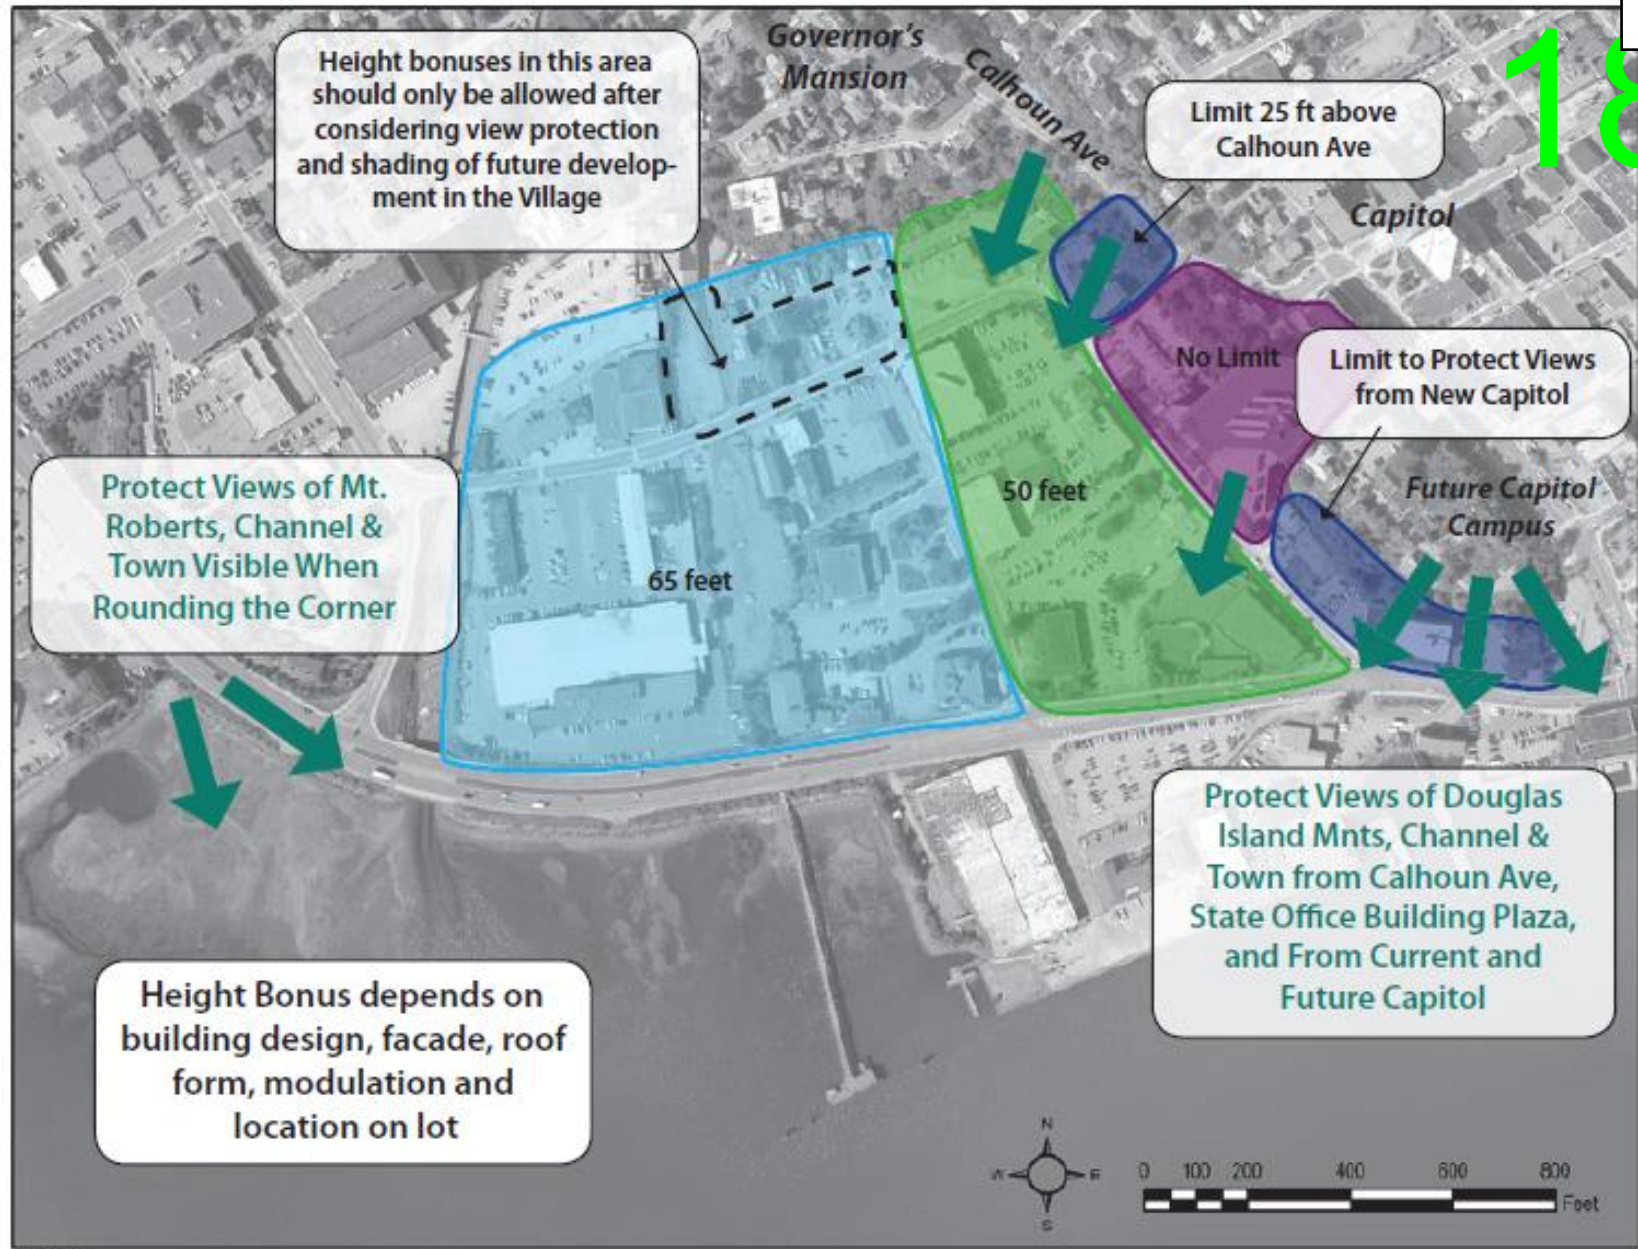 Governor's
Mansion
Calhoun Ave
18
Height bonuses in this area
should only be allowed after
considering view protection
and shading of future develop-
ment in the Village
Limit 25 ft above
Calhoun Ave
Capitol
No Limit
Limit to Protect Views
from New Capitol
Future Capitol
Campus
50 feet
65 feet
Protect Views of Mt.
Roberts, Channel &
Town Visible When
Rounding the Corner
Protect Views of Douglas
Island Mnts, Channel &
Town from Calhoun Ave,
State Office Building Plaza,
and From Current and
Future Capitol
Height Bonus depends on
building design, facade, roof
form, modulation and
location on lot
N
W E
S
0 100 200 400 600 800
Feet